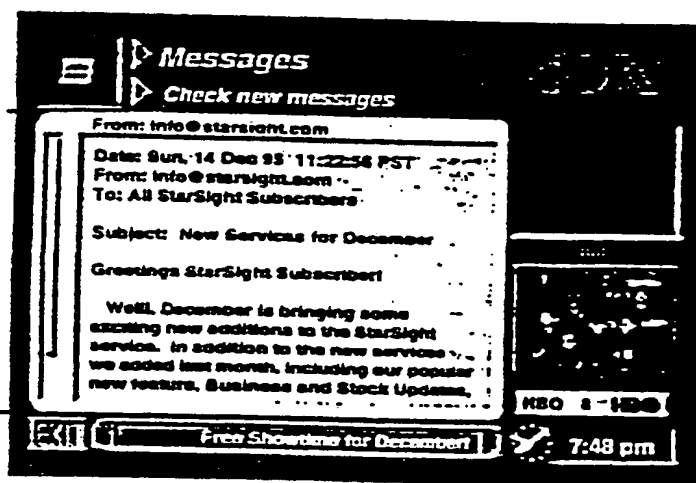 Messages
Check new messages
From: info@starsight.com
Date: Sun, 14 Dec 95 11:22:56 PST
From: info@starsight.com
To: All StarSight Subscribers
Subject: New Services for December
Greetings StarSight Subscriber!
Well, December is bringing some
exciting new additions to the StarSight
service. In addition to the new services
we added last month, including our popular
new feature, Business and Stock Updates,
HBO 8 HBO
Free Showtime for December!
7:48 pm